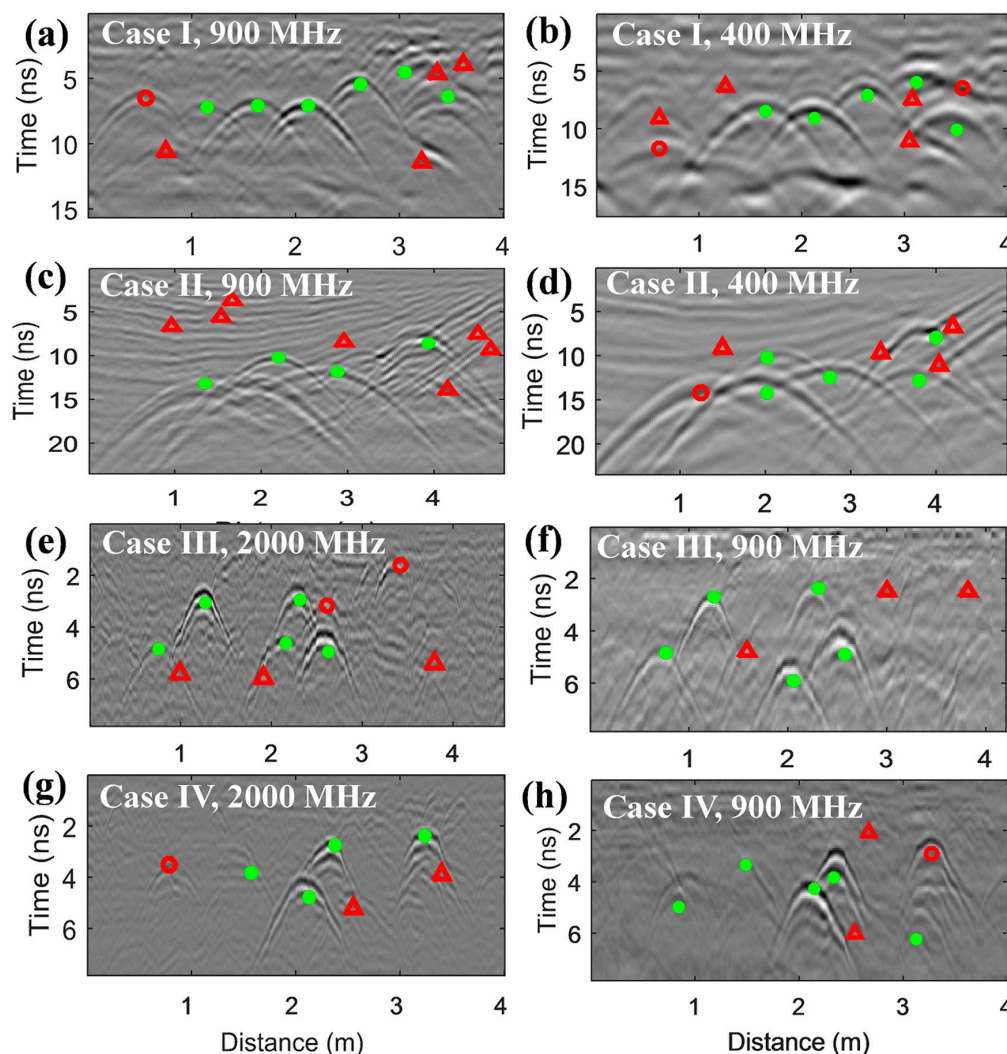 (a) Case I, 900 MHz
Time (ns)
5
10
15
1 2 3 4
(b) Case I, 400 MHz
Time (ns)
5
10
15
1 2 3 4
(c) Case II, 900 MHz
Time (ns)
5
10
15
20
1 2 3 4
(d) Case II, 400 MHz
Time (ns)
5
10
15
20
1 2 3 4
(e) Case III, 2000 MHz
Time (ns)
2
4
6
1 2 3 4
(f) Case III, 900 MHz
Time (ns)
2
4
6
1 2 3 4
(g) Case IV, 2000 MHz
Time (ns)
2
4
6
1 2 3 4
Distance (m)
(h) Case IV, 900 MHz
Time (ns)
2
4
6
1 2 3 4
Distance (m)